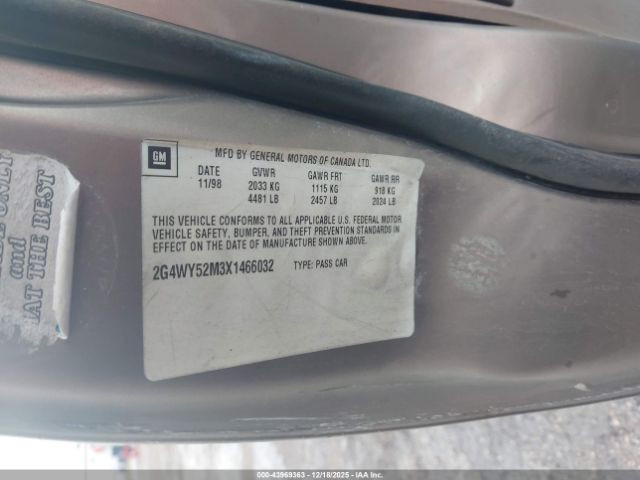 GM
MFD BY GENERAL MOTORS OF CANADA LTD.
DATE GVWR GAWR FRT GAWR RR
11/98 2033 KG 1115 KG 918 KG
4481 LB 2457 LB 2024 LB
THIS VEHICLE CONFORMS TO ALL APPLICABLE U.S. FEDERAL MOTOR
VEHICLE SAFETY, BUMPER, AND THEFT PREVENTION STANDARDS IN
EFFECT ON THE DATE OF MANUFACTURE SHOWN ABOVE.
2G4WY52M3X1466032 TYPE: PASS CAR
ONLY
and
THE BEST
000-43969363 | 12/18/2025 - IAAI.COM